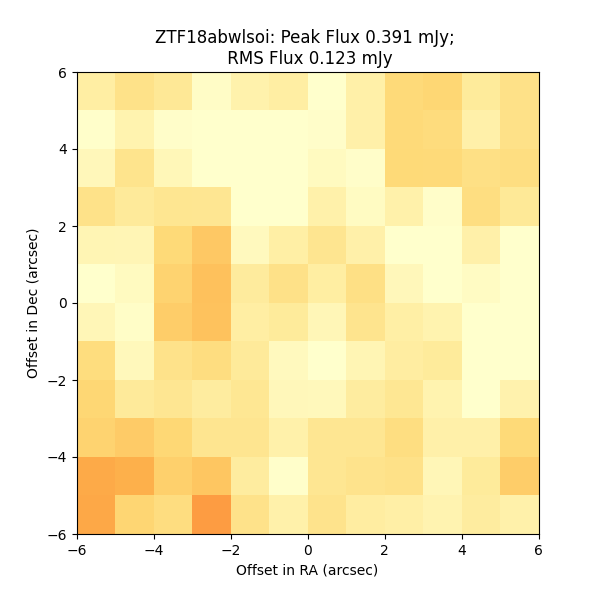 ZTF18abwlsoi: Peak Flux 0.391 mJy;
RMS Flux 0.123 mJy
6
4
2
0
−2
−4
−6
Offset in Dec (arcsec)
−6 −4 −2 0 2 4 6
Offset in RA (arcsec)